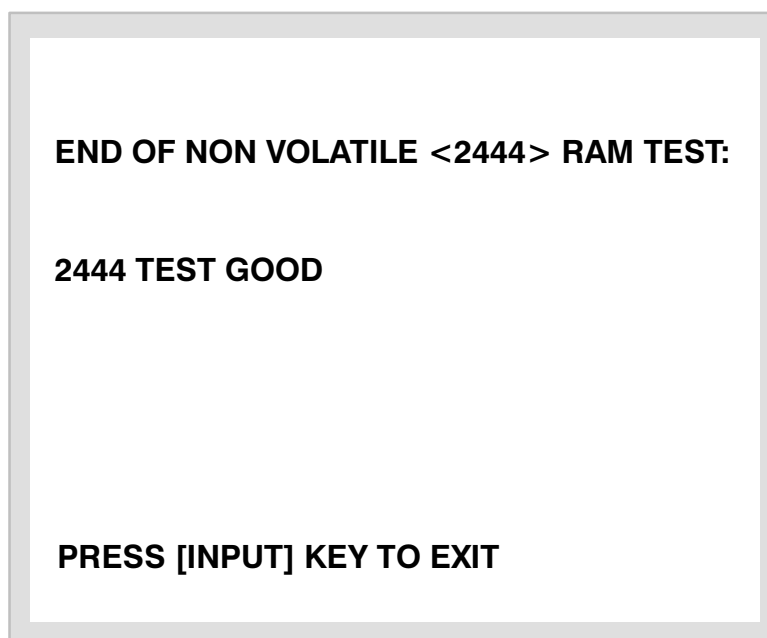 END OF NON VOLATILE <2444> RAM TEST:
2444 TEST GOOD
PRESS [INPUT] KEY TO EXIT